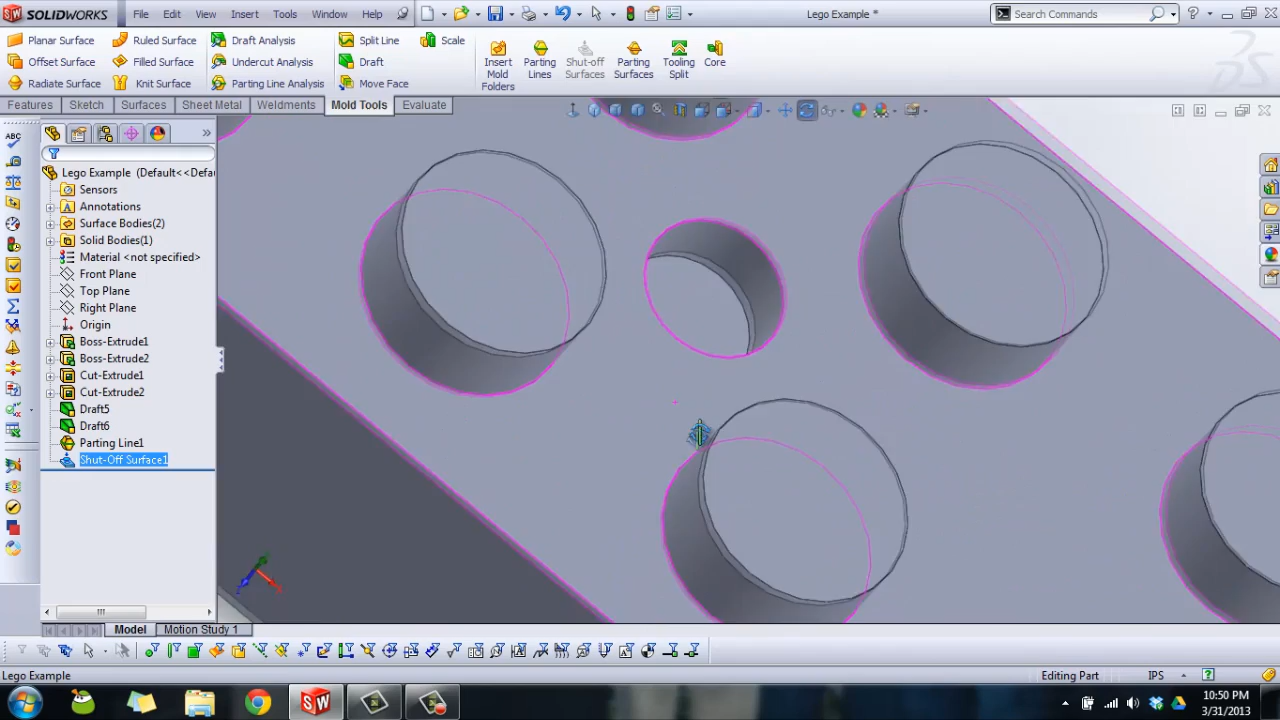 SOLIDWORKS File Edit View Insert Tools Window Help Lego Example * Search Commands
Planar Surface Ruled Surface Draft Analysis Split Line Scale
Offset Surface Filled Surface Undercut Analysis Draft
Radiate Surface Knit Surface Parting Line Analysis Move Face
Insert Mold Folders
Parting Lines
Shut-off Surfaces
Parting Surfaces
Tooling Split
Core
Features Sketch Surfaces Sheet Metal Weldments Mold Tools Evaluate
ABC
Lego Example (Default<<Defau
Sensors
Annotations
Surface Bodies(2)
Solid Bodies(1)
Material <not specified>
Front Plane
Top Plane
Right Plane
Origin
Boss-Extrude1
Boss-Extrude2
Cut-Extrude1
Cut-Extrude2
Draft5
Draft6
Parting Line1
Shut-Off Surface1
Model Motion Study 1
Lego Example Editing Part IPS
10:50 PM
3/31/2013